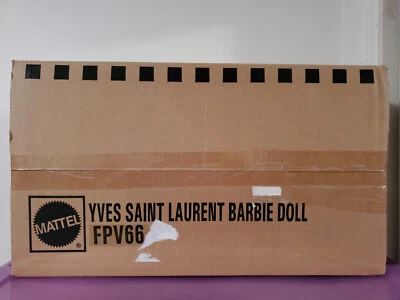 MATTEL
®
YVES SAINT LAURENT BARBIE DOLL
FPV66